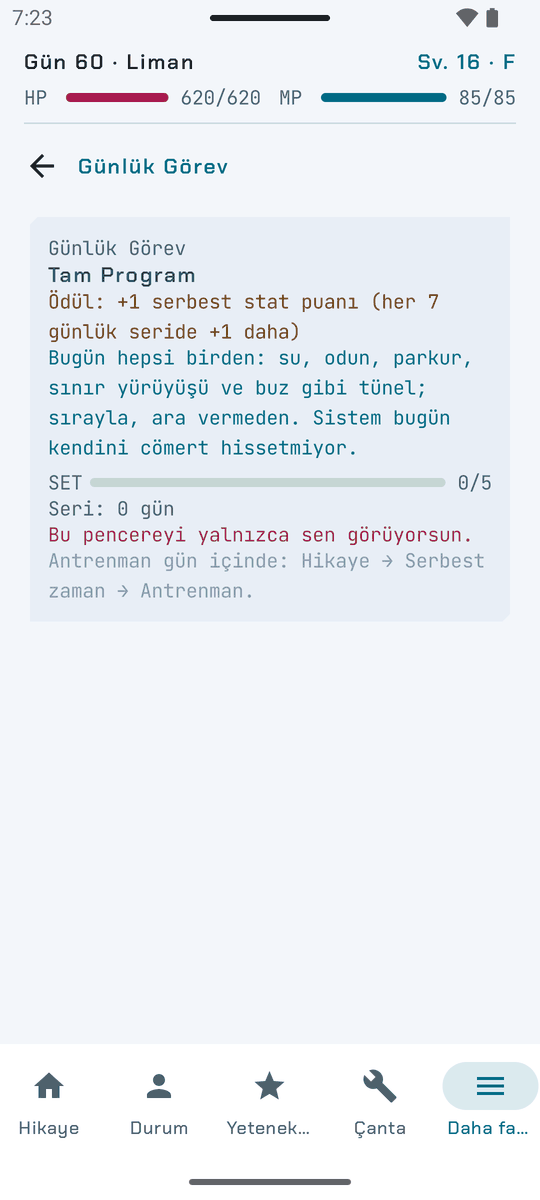 7:23
Gün 60 · Liman
Sv. 16 · F
HP 620/620 MP 85/85
Günlük Görev
Günlük Görev
Tam Program
Ödül: +1 serbest stat puanı (her 7
günlük seride +1 daha)
Bugün hepsi birden: su, odun, parkur,
sınır yürüyüşü ve buz gibi tünel;
sırayla, ara vermeden. Sistem bugün
kendini cömert hissetmiyor.
SET 0/5
Seri: 0 gün
Bu pencereyi yalnızca sen görüyorsun.
Antrenman gün içinde: Hikaye → Serbest
zaman → Antrenman.
Hikaye
Durum
Yetenek...
Çanta
Daha fa...